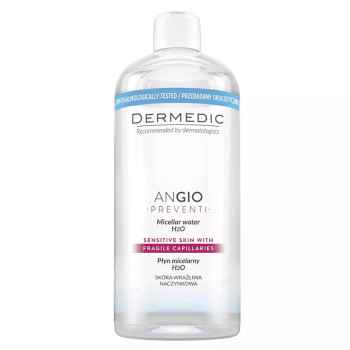 OPHTHALMOLOGICALLY TESTED / PRZEBADANY OKULISTYCZNIE
DERMEDIC
Recommended by dermatologists
ANGIO
• PREVENTI •
Micellar water
H2O
SENSITIVE SKIN WITH
FRAGILE CAPILLARIES
Płyn micelarny
H2O
SKÓRA WRAŻLIWA
NACZYNKOWA